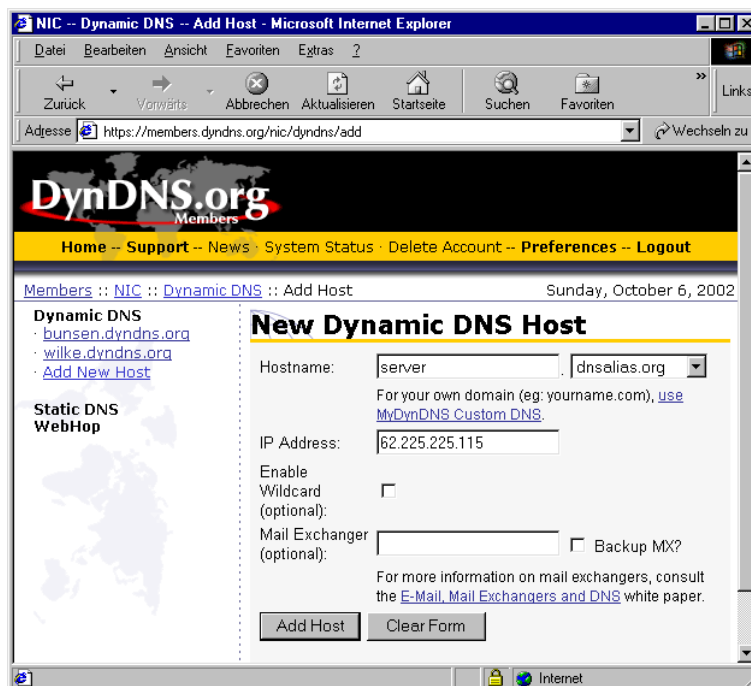 NIC -- Dynamic DNS -- Add Host - Microsoft Internet Explorer
Datei Bearbeiten Ansicht Favoriten Extras ?
Zurück Vorwärts Abbrechen Aktualisieren Startseite Suchen Favoriten » Links
Adresse https://members.dyndns.org/nic/dyndns/add Wechseln zu
DynDNS.org
Members
Home -- Support -- News · System Status · Delete Account -- Preferences -- Logout
Members :: NIC :: Dynamic DNS :: Add Host Sunday, October 6, 2002
Dynamic DNS
· bunsen.dyndns.org
· wilke.dyndns.org
· Add New Host
Static DNS
WebHop
New Dynamic DNS Host
Hostname: server . dnsalias.org
For your own domain (eg: yourname.com), use
MyDynDNS Custom DNS.
IP Address: 62.225.225.115
Enable
Wildcard
(optional):
Mail Exchanger
(optional): Backup MX?
For more information on mail exchangers, consult
the E-Mail, Mail Exchangers and DNS white paper.
Add Host Clear Form
Internet